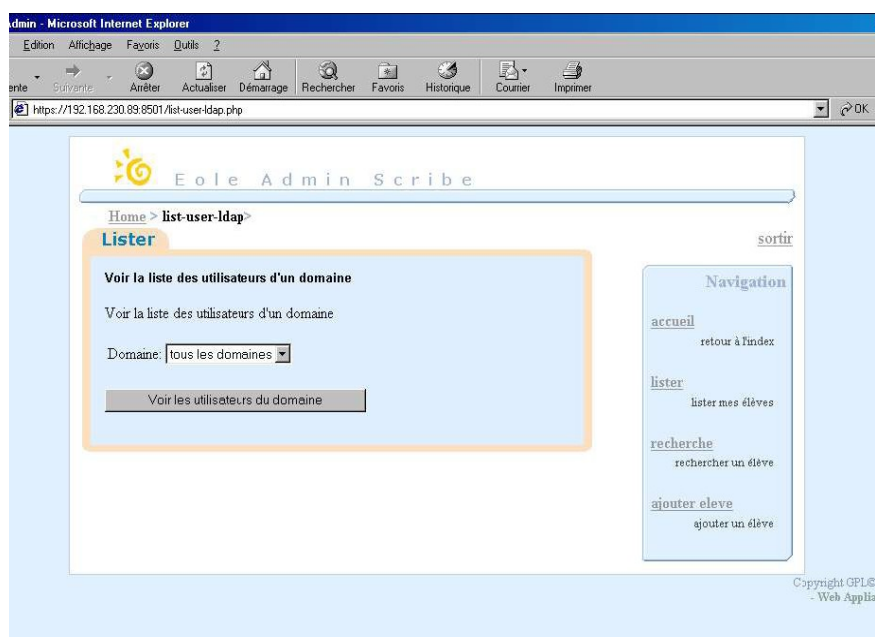 dmin - Microsoft Internet Explorer
Edition Affichage Favoris Outils ?
ente Suivante Arrêter Actualiser Démarrage Rechercher Favoris Historique Courrier Imprimer
https://192.168.230.89:8501/list-user-ldap.php OK
Eole Admin Scribe
Home > list-user-ldap>
Lister
sortir
Voir la liste des utilisateurs d'un domaine
Voir la liste des utilisateurs d'un domaine
Domaine: tous les domaines
Voir les utilisateurs du domaine
Navigation
accueil
retour à l'index
lister
lister mes élèves
recherche
rechercher un élève
ajouter eleve
ajouter un élève
Copyright GPL©
- Web Applia